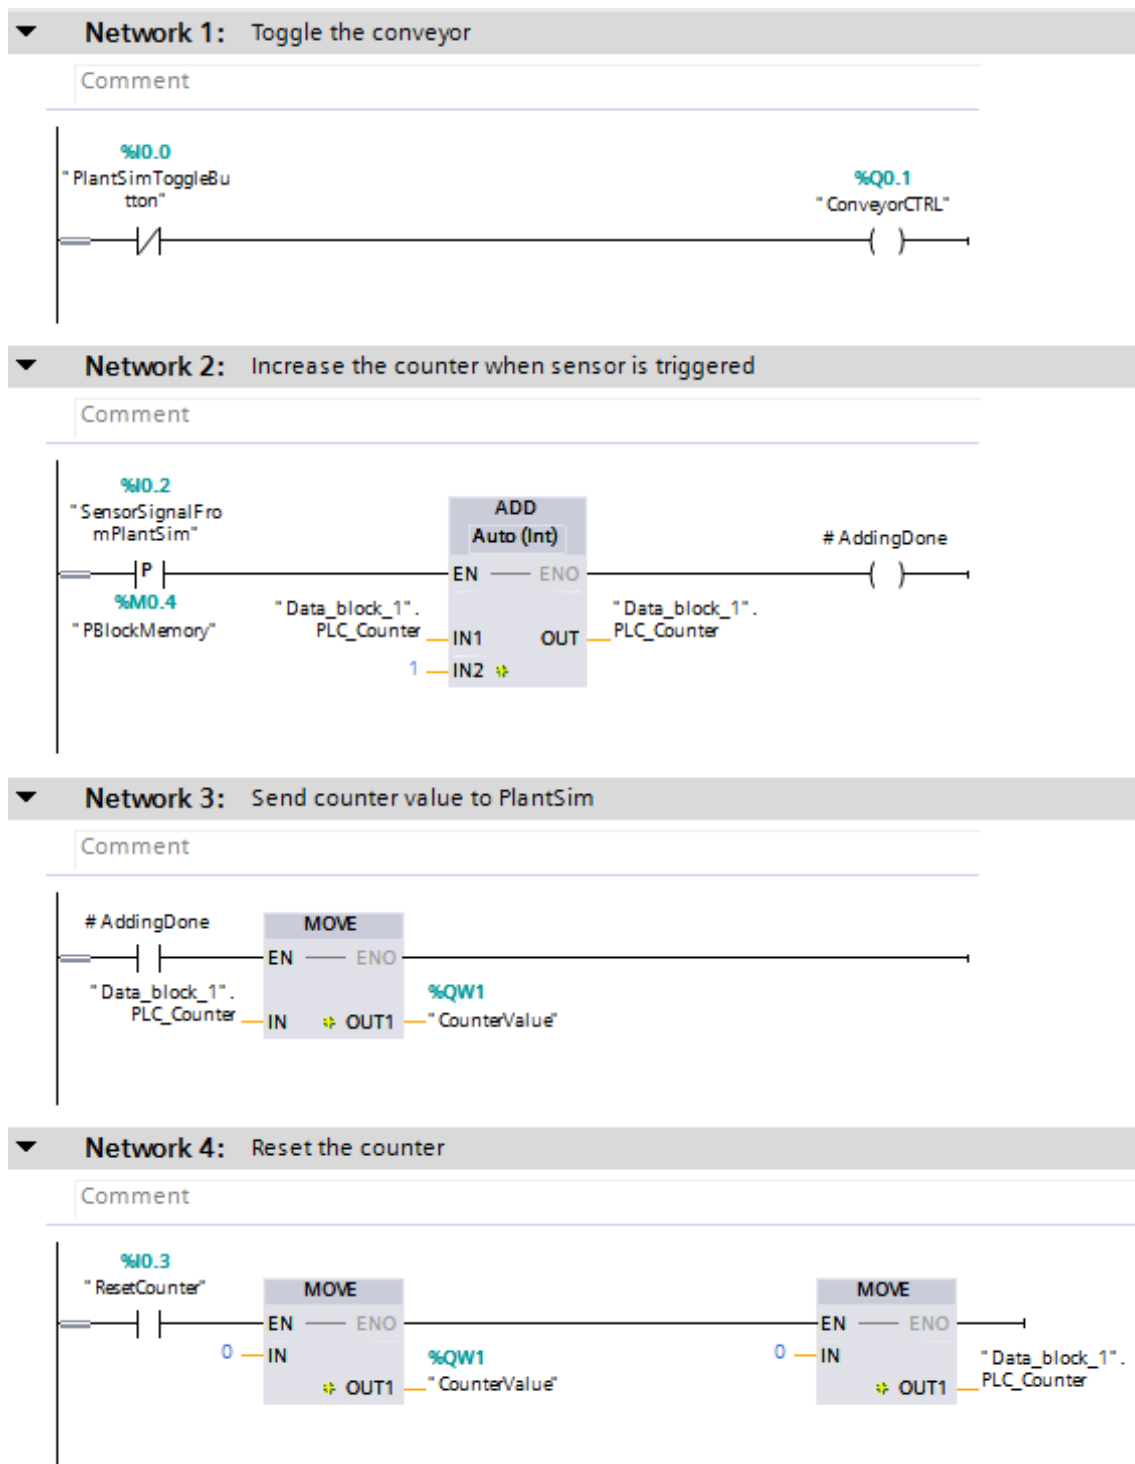 Network 1: Toggle the conveyor
Comment
%I0.0
"PlantSimToggleBu
tton"
%Q0.1
"ConveyorCTRL"
Network 2: Increase the counter when sensor is triggered
Comment
%I0.2
"SensorSignalFro
mPlantSim"
P
%M0.4
"PBlockMemory"
ADD
Auto (Int)
EN ENO
"Data_block_1".
PLC_Counter
IN1 OUT
1 IN2
"Data_block_1".
PLC_Counter
#AddingDone
Network 3: Send counter value to PlantSim
Comment
#AddingDone
MOVE
EN ENO
"Data_block_1".
PLC_Counter
IN OUT1
%QW1
"CounterValue"
Network 4: Reset the counter
Comment
%I0.3
"ResetCounter"
MOVE
EN ENO
0 IN
OUT1
%QW1
"CounterValue"
MOVE
EN ENO
0 IN
OUT1
"Data_block_1".
PLC_Counter